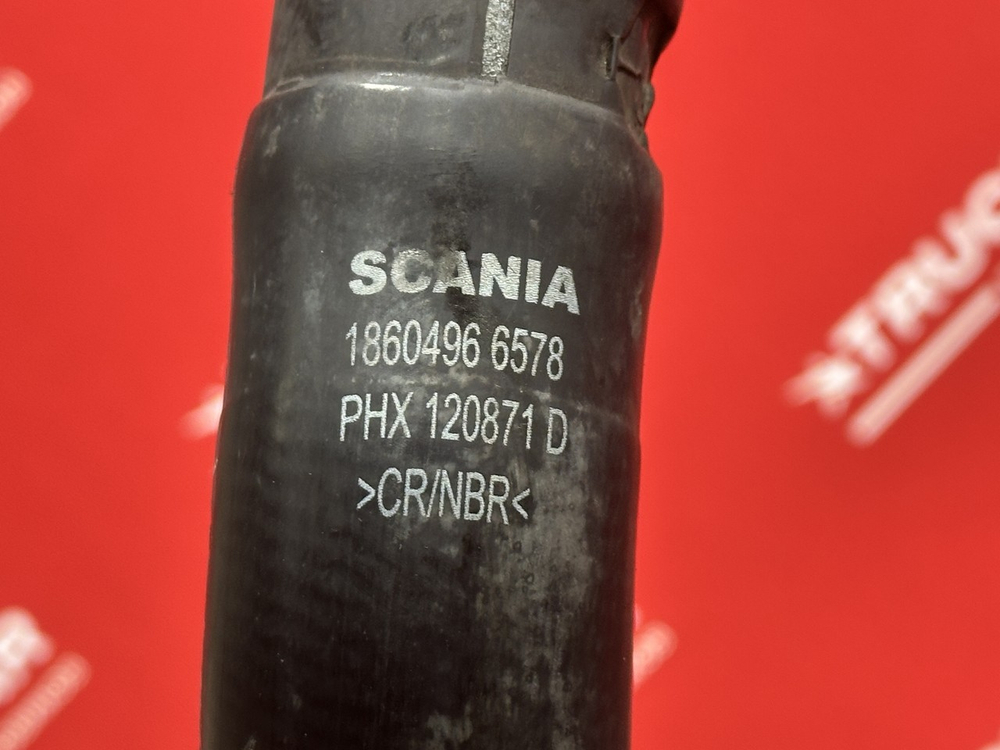 SCANIA
1860496 6578
PHX 120871 D
>CR/NBR<